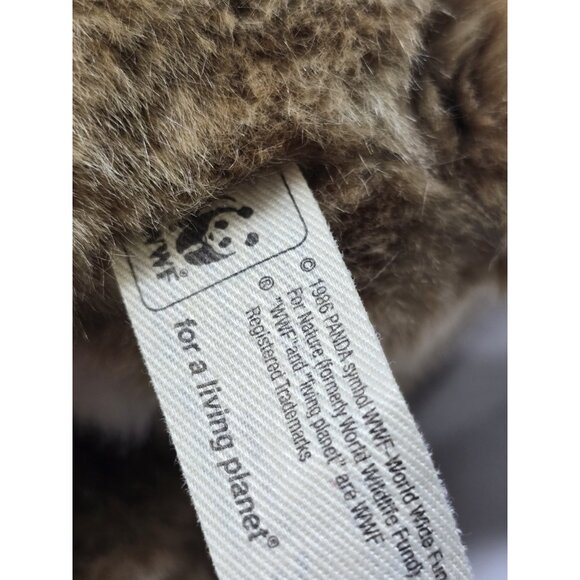 WWF®
for a living planet®
© 1986 PANDA symbol WWF-World Wide Fun
For Nature (formerly World Wildlife Fund)
® "WWF" and "living planet" are WWF
Registered Trademarks